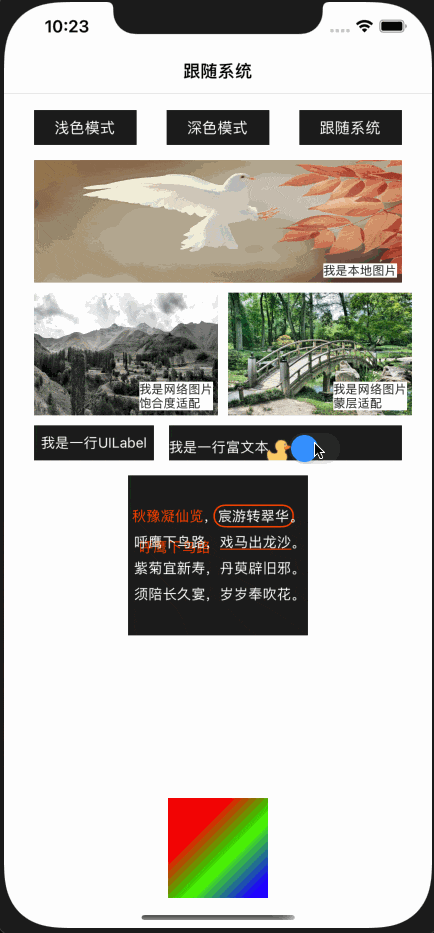 10:23
跟随系统
浅色模式 深色模式 跟随系统
我是本地图片
我是网络图片
饱合度适配
我是网络图片
蒙层适配
我是一行UILabel
我是一行富文本
秋豫凝仙览，宸游转翠华。
呼鹰下鸟路，戏马出龙沙。
呼鹰下鸟路
紫菊宜新寿，丹萸辟旧邪。
须陪长久宴，岁岁奉吹花。